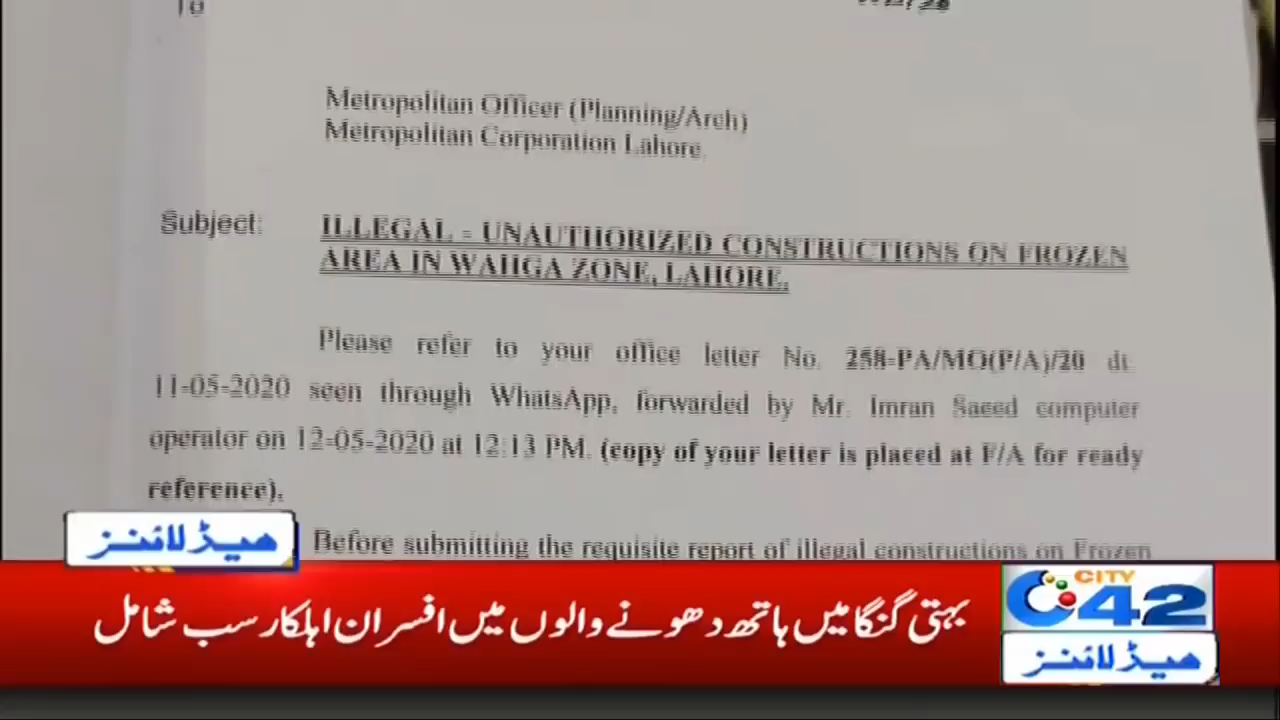 To
Metropolitan Officer (Planning/Arch)
Metropolitan Corporation Lahore.
Subject:
ILLEGAL - UNAUTHORIZED CONSTRUCTIONS ON FROZEN
AREA IN WAHGA ZONE, LAHORE.
Please refer to your office letter No. 258-PA/MO(P/A)/20 dt.
11-05-2020 seen through WhatsApp, forwarded by Mr. Imran Saeed computer
operator on 12-05-2020 at 12:13 PM. (copy of your letter is placed at F/A for ready
reference).
Before submitting the requisite report of illegal constructions on Frozen
ہیڈلائنز
بہتی گنگا میں ہاتھ دھونے والوں میں افسران اہلکار سب شامل
CITY
42
ہیڈلائنز